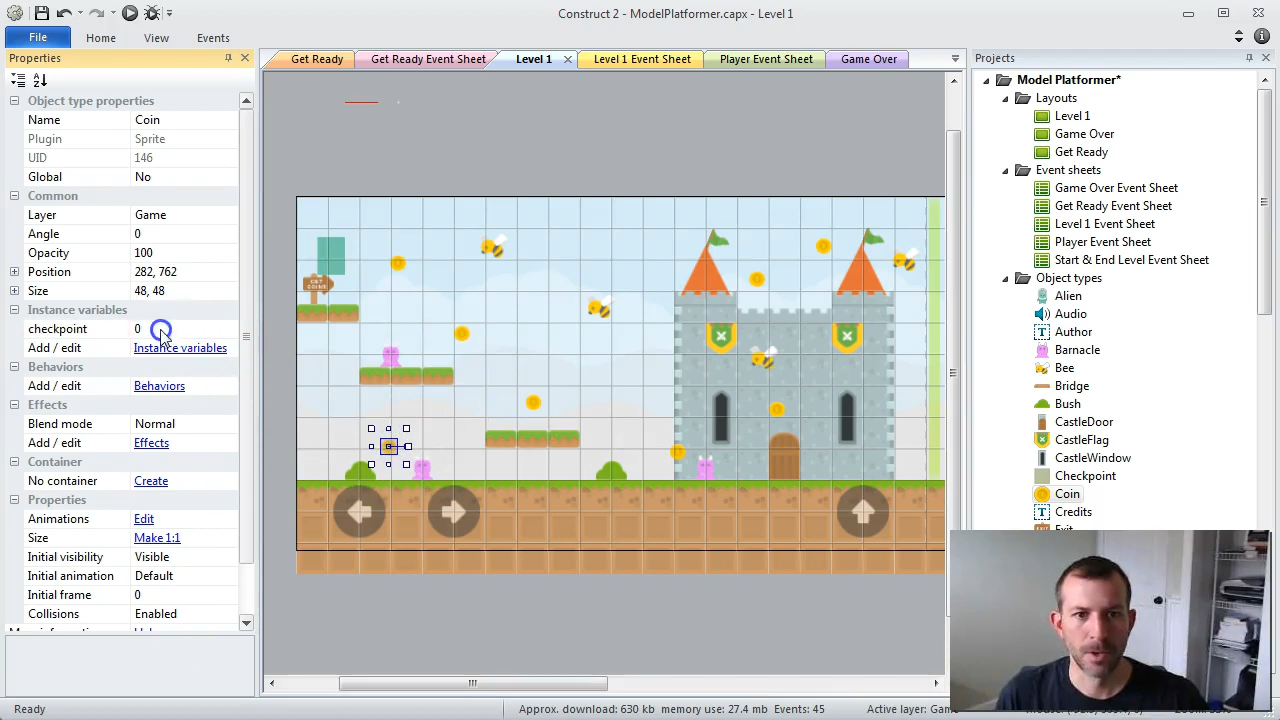 Construct 2 - ModelPlatformer.capx - Level 1
File
Home
View
Events
Properties
Object type properties
Name Coin
Plugin Sprite
UID 146
Global No
Common
Layer Game
Angle 0
Opacity 100
Position 282, 762
Size 48, 48
Instance variables
checkpoint 0
Add / edit Instance variables
Behaviors
Add / edit Behaviors
Effects
Blend mode Normal
Add / edit Effects
Container
No container Create
Properties
Animations Edit
Size Make 1:1
Initial visibility Visible
Initial animation Default
Initial frame 0
Collisions Enabled
Ready
Get Ready
Get Ready Event Sheet
Level 1
Level 1 Event Sheet
Player Event Sheet
Game Over
Approx. download: 630 kb
memory use: 27.4 mb
Events: 45
Projects
Model Platformer*
Layouts
Level 1
Game Over
Get Ready
Event sheets
Game Over Event Sheet
Get Ready Event Sheet
Level 1 Event Sheet
Player Event Sheet
Start & End Level Event Sheet
Object types
Alien
Audio
Author
Barnacle
Bee
Bridge
Bush
CastleDoor
CastleFlag
CastleWindow
Checkpoint
Coin
Credits